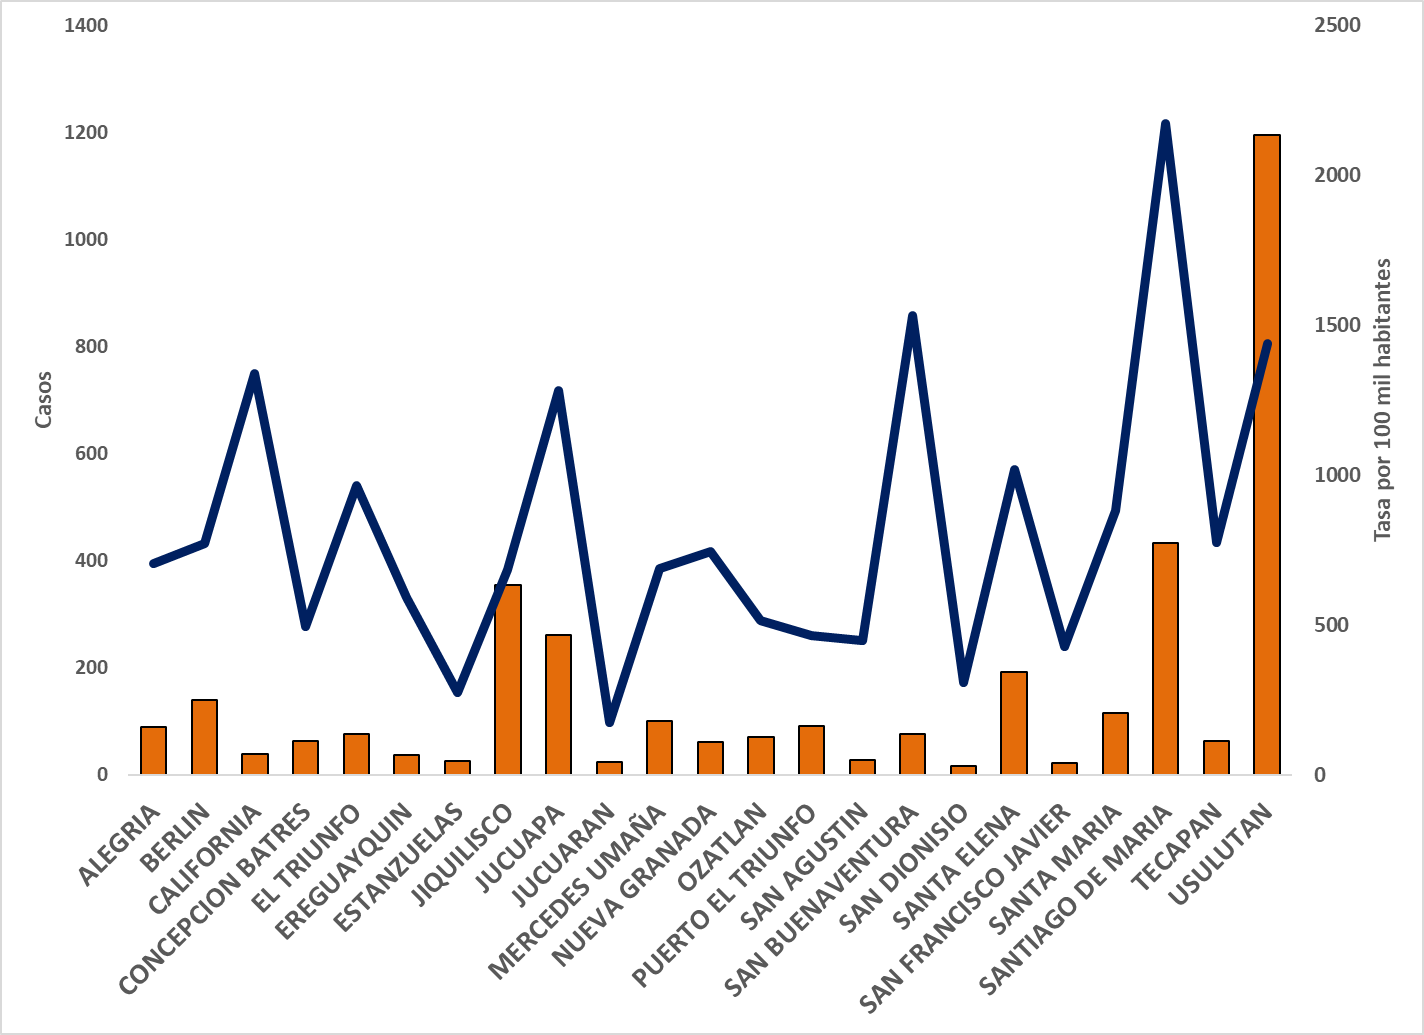 1400
1200
1000
800
600
400
200
0
Casos
2500
2000
1500
1000
500
0
Tasa por 100 mil habitantes
ALEGRIA
BERLIN
CALIFORNIA
CONCEPCION BATRES
EL TRIUNFO
EREGUAYQUIN
ESTANZUELAS
JIQUILISCO
JUCUAPA
JUCUARAN
MERCEDES UMAÑA
NUEVA GRANADA
OZATLAN
PUERTO EL TRIUNFO
SAN AGUSTIN
SAN BUENAVENTURA
SAN DIONISIO
SANTA ELENA
SAN FRANCISCO JAVIER
SANTA MARIA
SANTIAGO DE MARIA
TECAPAN
USULUTAN